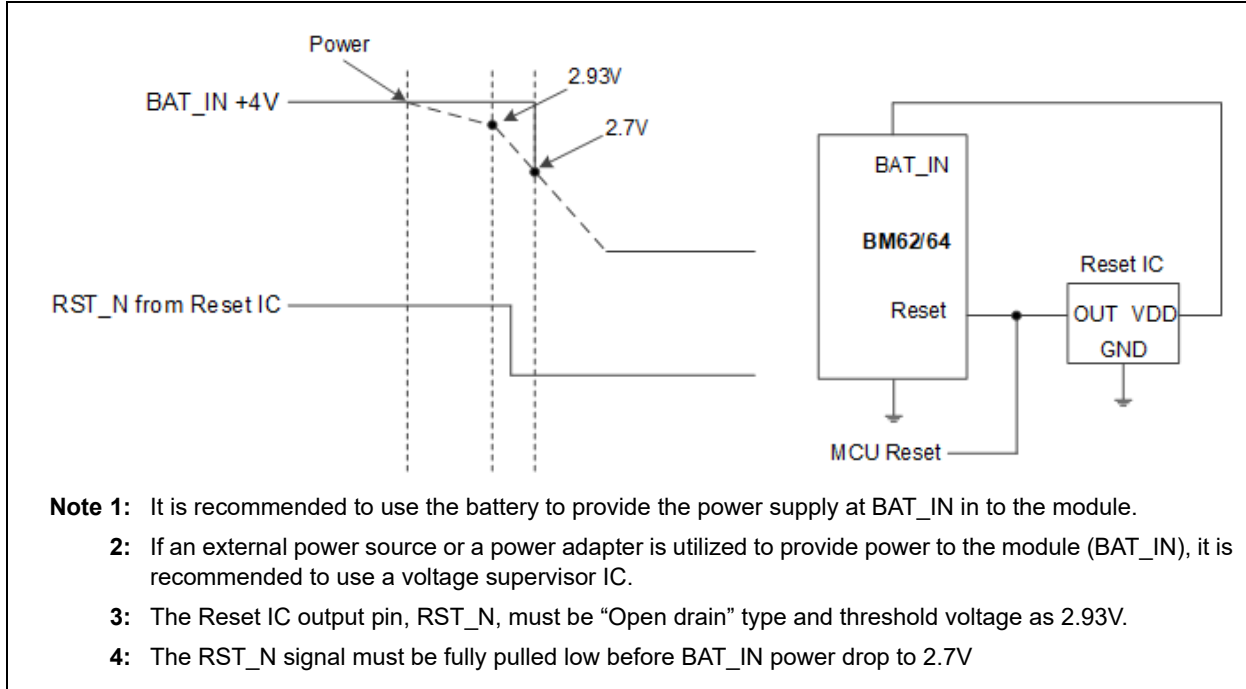 Power
2.93V
BAT_IN +4V
2.7V
BAT_IN
BM62/64
Reset IC
RST_N from Reset IC
Reset
OUT VDD
GND
MCU Reset
Note 1: It is recommended to use the battery to provide the power supply at BAT_IN in to the module.
2: If an external power source or a power adapter is utilized to provide power to the module (BAT_IN), it is
recommended to use a voltage supervisor IC.
3: The Reset IC output pin, RST_N, must be “Open drain” type and threshold voltage as 2.93V.
4: The RST_N signal must be fully pulled low before BAT_IN power drop to 2.7V